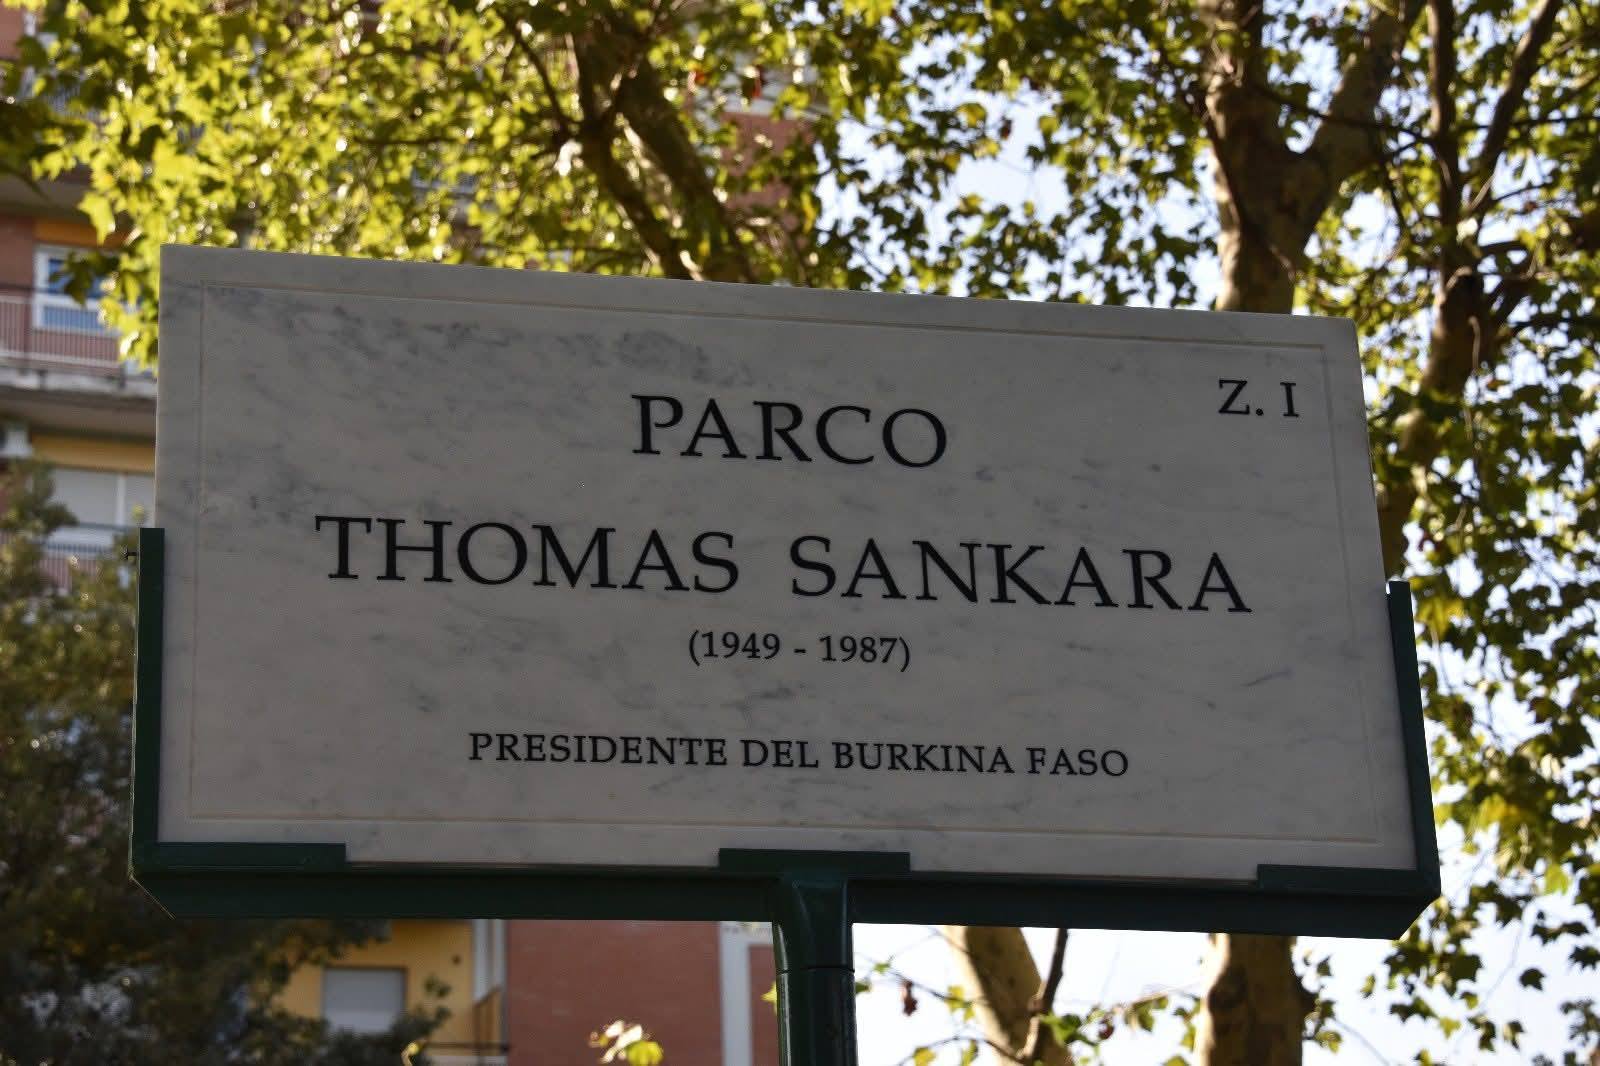 Z. I
PARCO
THOMAS SANKARA
(1949 - 1987)
PRESIDENTE DEL BURKINA FASO